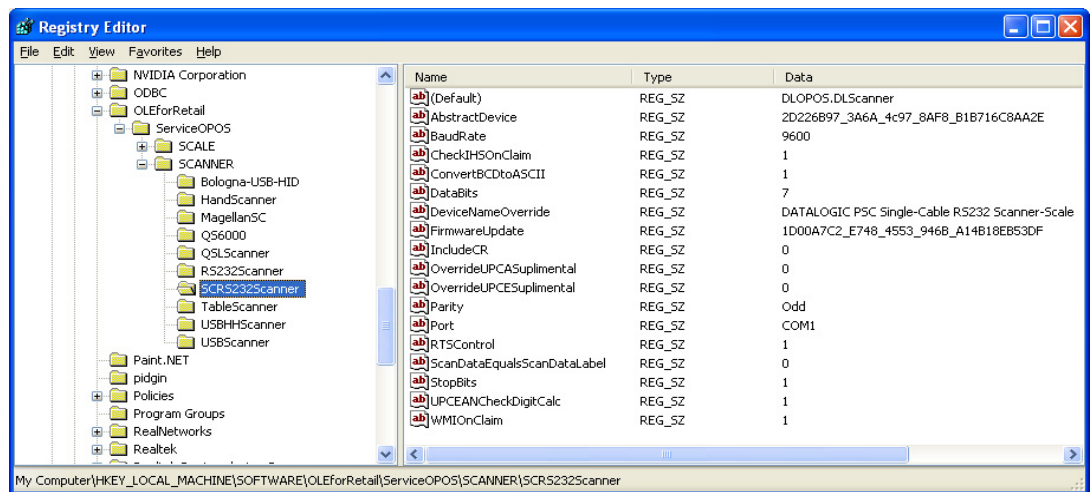 Registry Editor
File Edit View Favorites Help
NVIDIA Corporation
ODBC
OLEforRetail
ServiceOPOS
SCALE
SCANNER
Bologna-USB-HID
HandScanner
MagellanSC
QS6000
QSLScanner
RS232Scanner
SCRS232Scanner
TableScanner
USBHHScanner
USBScanner
Paint.NET
pidgin
Policies
Program Groups
RealNetworks
Realtek
Name Type Data
(Default) REG_SZ DLOPOS.DLScanner
AbstractDevice REG_SZ 2D226B97_3A6A_4c97_8AF8_B1B716C8AA2E
BaudRate REG_SZ 9600
CheckIHSOnClaim REG_SZ 1
ConvertBCDtoASCII REG_SZ 1
DataBits REG_SZ 7
DeviceNameOverride REG_SZ DATALOGIC PSC Single-Cable RS232 Scanner-Scale
FirmwareUpdate REG_SZ 1D00A7C2_E748_4553_946B_A14B18EB53DF
IncludeCR REG_SZ 0
OverrideUPCASuplimental REG_SZ 0
OverrideUPCESuplimental REG_SZ 0
Parity REG_SZ Odd
Port REG_SZ COM1
RTSControl REG_SZ 1
ScanDataEqualsScanDataLabel REG_SZ 0
StopBits REG_SZ 1
UPCEANCheckDigitCalc REG_SZ 1
WMIOnClaim REG_SZ 1
My Computer\HKEY_LOCAL_MACHINE\SOFTWARE\OLEforRetail\ServiceOPOS\SCANNER\SCRS232Scanner